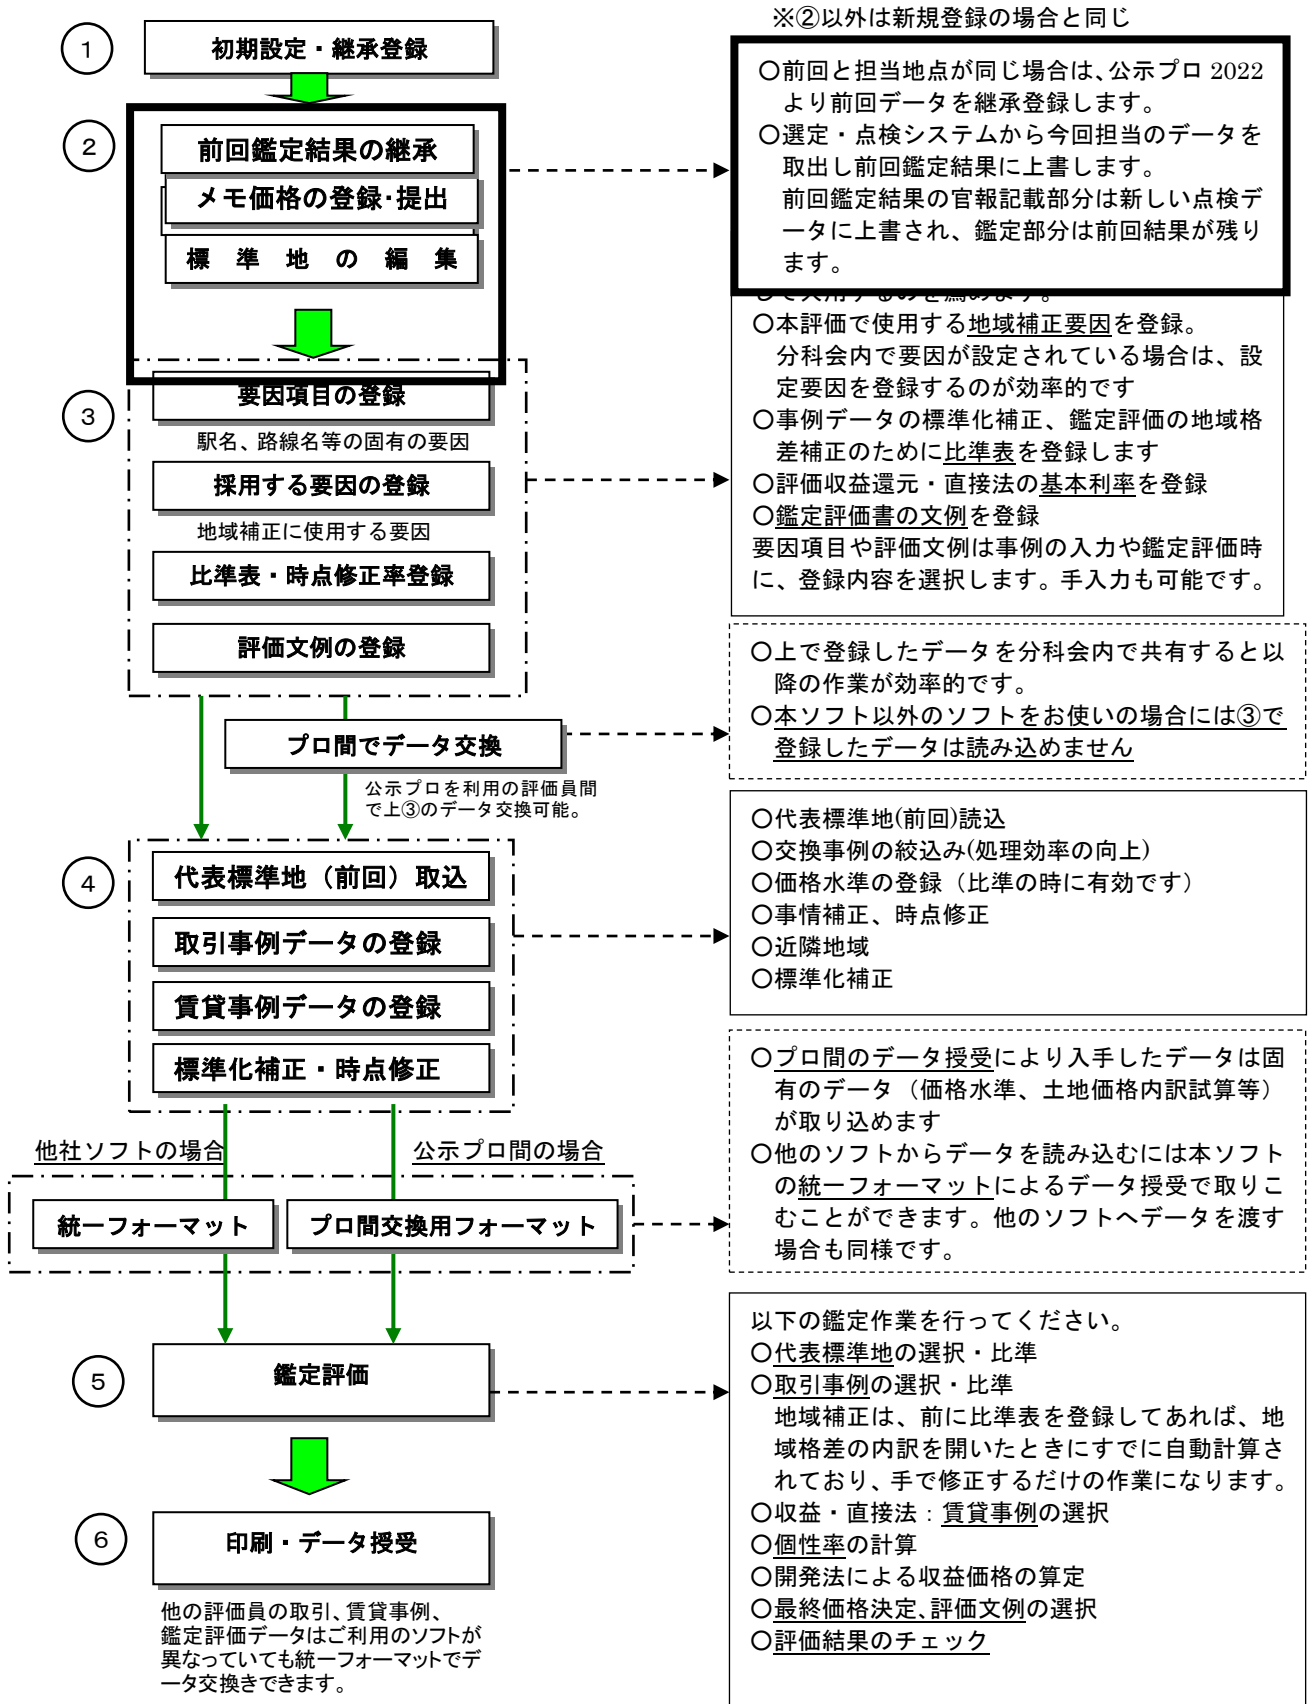 ※②以外は新規登録の場合と同じ
1
初期設定・継承登録
2
前回鑑定結果の継承
メモ価格の登録･提出
標準地の編集
〇前回と担当地点が同じ場合は、公示プロ 2022
より前回データを継承登録します。
〇選定・点検システムから今回担当のデータを
取出し前回鑑定結果に上書します。
前回鑑定結果の官報記載部分は新しい点検デ
ータに上書され、鑑定部分は前回結果が残り
ます。
3
要因項目の登録
駅名、路線名等の固有の要因
採用する要因の登録
地域補正に使用する要因
比準表・時点修正率登録
評価文例の登録
〇本評価で使用する地域補正要因を登録。
分科会内で要因が設定されている場合は、設
定要因を登録するのが効率的です
〇事例データの標準化補正、鑑定評価の地域格
差補正のために比準表を登録します
〇評価収益還元・直接法の基本利率を登録
〇鑑定評価書の文例を登録
要因項目や評価文例は事例の入力や鑑定評価時
に、登録内容を選択します。手入力も可能です。
プロ間でデータ交換
公示プロを利用の評価員間
で上③のデータ交換可能。
〇上で登録したデータを分科会内で共有すると以
降の作業が効率的です。
〇本ソフト以外のソフトをお使いの場合には③で
登録したデータは読み込めません
4
代表標準地（前回）取込
取引事例データの登録
賃貸事例データの登録
標準化補正・時点修正
〇代表標準地(前回)読込
〇交換事例の絞込み(処理効率の向上)
〇価格水準の登録（比準の時に有効です）
〇事情補正、時点修正
〇近隣地域
〇標準化補正
他社ソフトの場合
公示プロ間の場合
統一フォーマット
プロ間交換用フォーマット
〇プロ間のデータ授受により入手したデータは固
有のデータ（価格水準、土地価格内訳試算等）
が取り込めます
〇他のソフトからデータを読み込むには本ソフト
の統一フォーマットによるデータ授受で取りこ
むことができます。他のソフトへデータを渡す
場合も同様です。
5
鑑定評価
以下の鑑定作業を行ってください。
〇代表標準地の選択・比準
〇取引事例の選択・比準
地域補正は、前に比準表を登録してあれば、地
域格差の内訳を開いたときにすでに自動計算さ
れており、手で修正するだけの作業になります。
〇収益・直接法：賃貸事例の選択
〇個性率の計算
〇開発法による収益価格の算定
〇最終価格決定、評価文例の選択
〇評価結果のチェック
6
印刷・データ授受
他の評価員の取引、賃貸事例、
鑑定評価データはご利用のソフトが
異なっていても統一フォーマットでデ
ータ交換きできます。